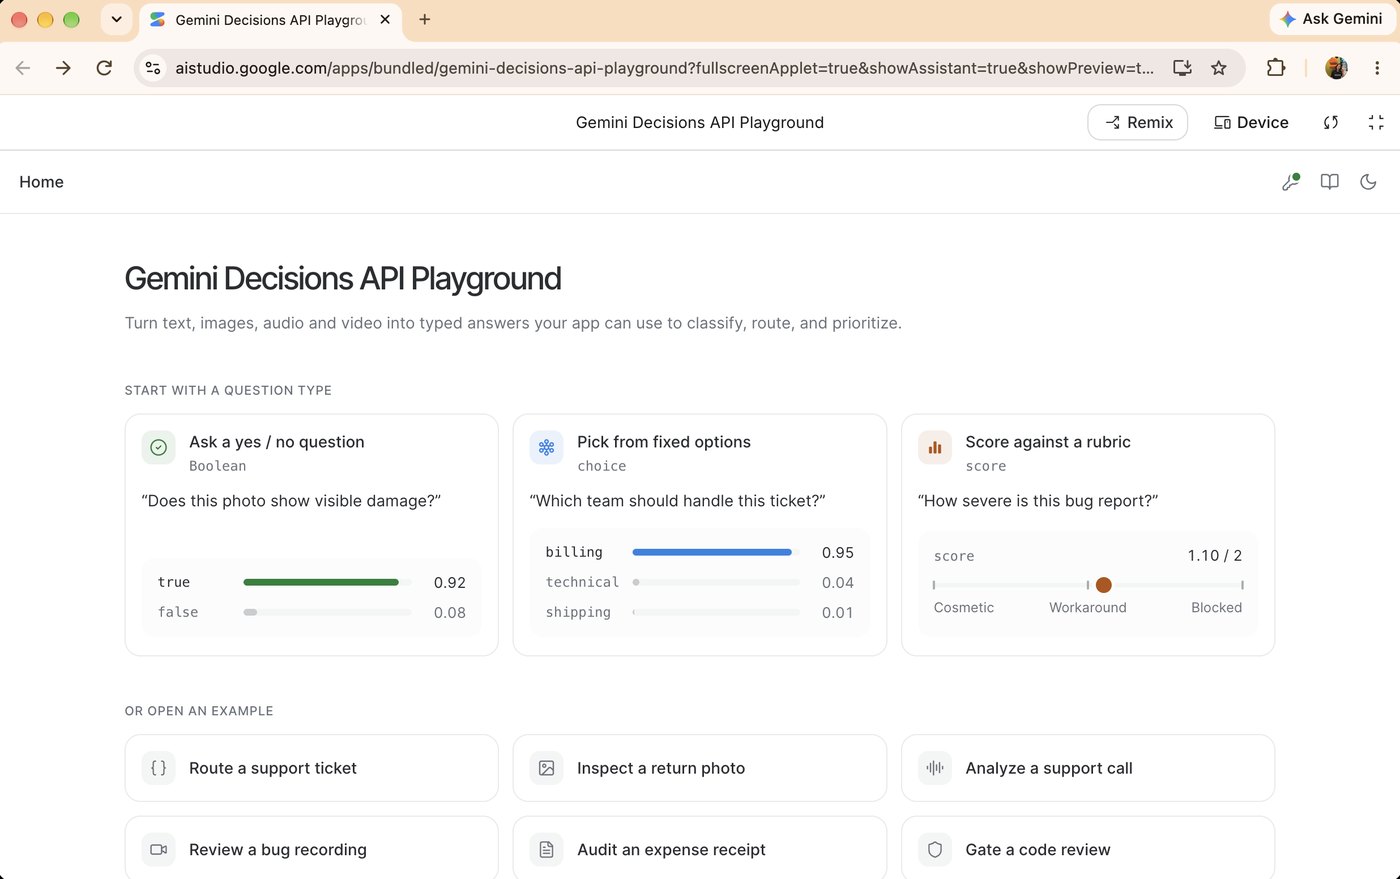 Gemini Decisions API Playgro
Ask Gemini
aistudio.google.com/apps/bundled/gemini-decisions-api-playground?fullscreenApplet=true&showAssistant=true&showPreview=t...
Gemini Decisions API Playground
Remix
Device
Home
Gemini Decisions API Playground
Turn text, images, audio and video into typed answers your app can use to classify, route, and prioritize.
START WITH A QUESTION TYPE
Ask a yes / no question
Boolean
“Does this photo show visible damage?”
true 0.92
false 0.08
Pick from fixed options
choice
“Which team should handle this ticket?”
billing 0.95
technical 0.04
shipping 0.01
Score against a rubric
score
“How severe is this bug report?”
score 1.10 / 2
Cosmetic Workaround Blocked
OR OPEN AN EXAMPLE
Route a support ticket
Inspect a return photo
Analyze a support call
Review a bug recording
Audit an expense receipt
Gate a code review